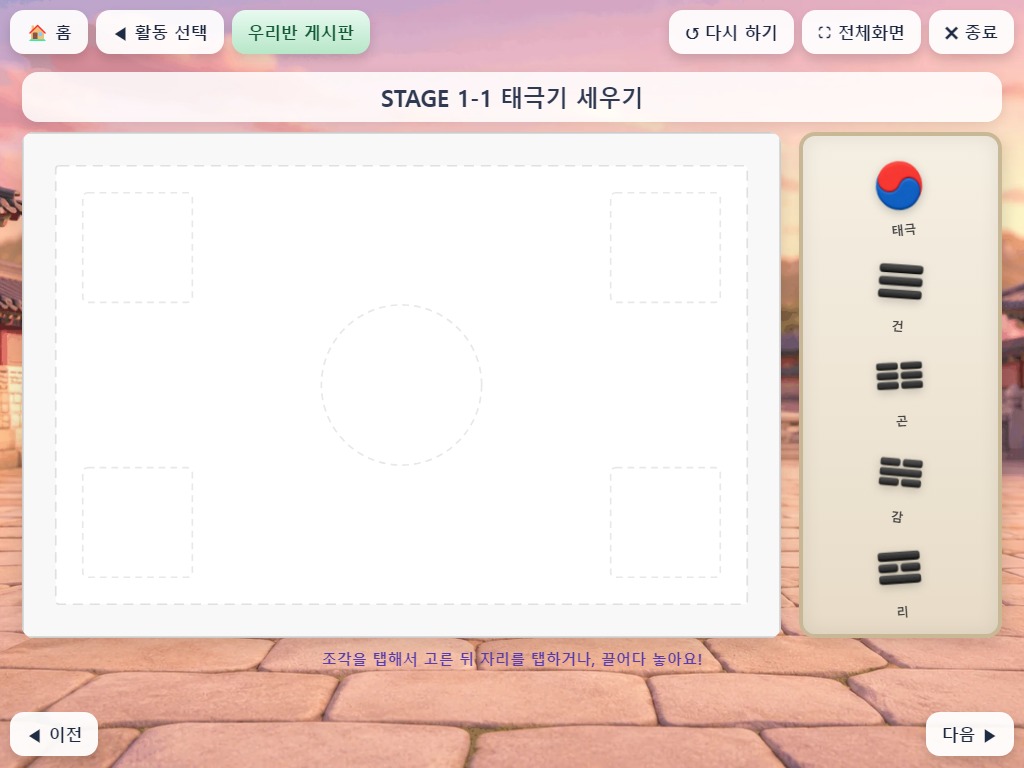 홈
활동 선택
우리반 게시판
다시 하기
전체화면
종료
STAGE 1-1 태극기 세우기
태극
건
곤
감
리
조각을 탭해서 고른 뒤 자리를 탭하거나, 끌어다 놓아요!
이전
다음